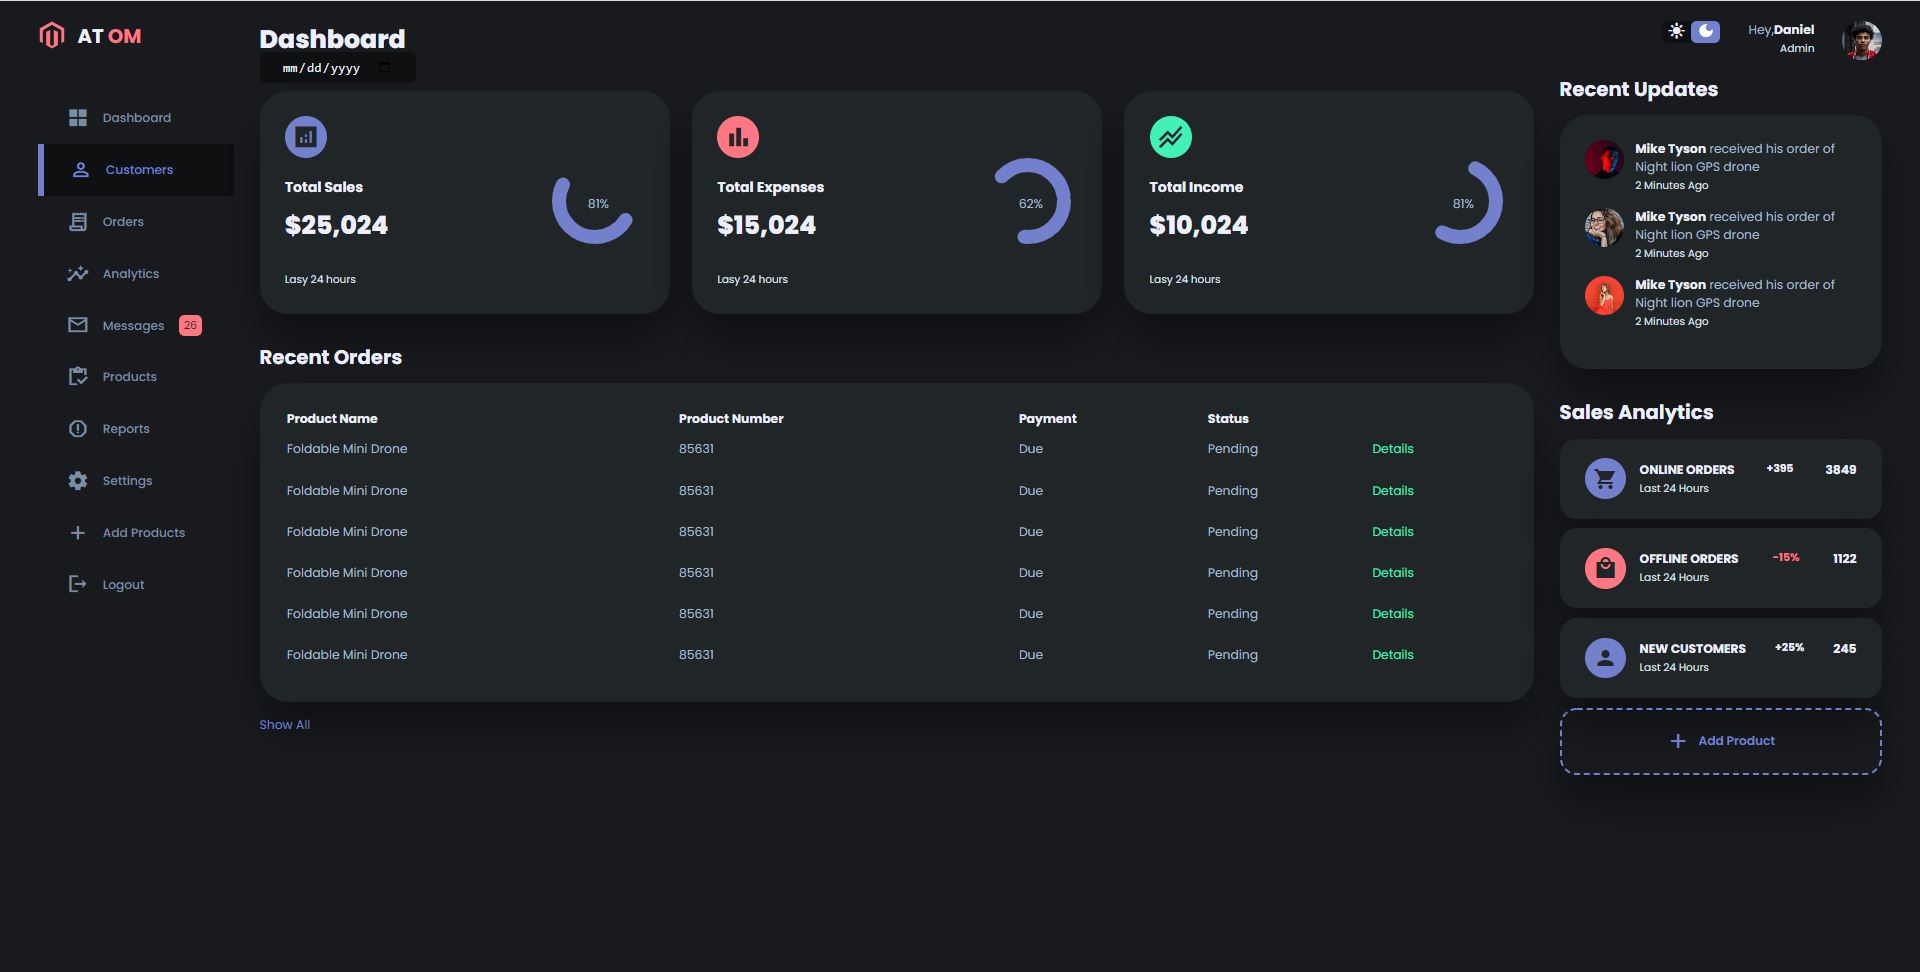 AT OM
Dashboard
Customers
Orders
Analytics
Messages 26
Products
Reports
Settings
Add Products
Logout
Dashboard
mm/dd/yyyy
Total Sales
$25,024
81%
Lasy 24 hours
Total Expenses
$15,024
62%
Lasy 24 hours
Total Income
$10,024
81%
Lasy 24 hours
Recent Orders
Product Name Product Number Payment Status
Foldable Mini Drone 85631 Due Pending Details
Foldable Mini Drone 85631 Due Pending Details
Foldable Mini Drone 85631 Due Pending Details
Foldable Mini Drone 85631 Due Pending Details
Foldable Mini Drone 85631 Due Pending Details
Foldable Mini Drone 85631 Due Pending Details
Show All
Hey,Daniel
Admin
Recent Updates
Mike Tyson received his order of
Night lion GPS drone
2 Minutes Ago
Mike Tyson received his order of
Night lion GPS drone
2 Minutes Ago
Mike Tyson received his order of
Night lion GPS drone
2 Minutes Ago
Sales Analytics
ONLINE ORDERS +395 3849
Last 24 Hours
OFFLINE ORDERS -15% 1122
Last 24 Hours
NEW CUSTOMERS +25% 245
Last 24 Hours
Add Product